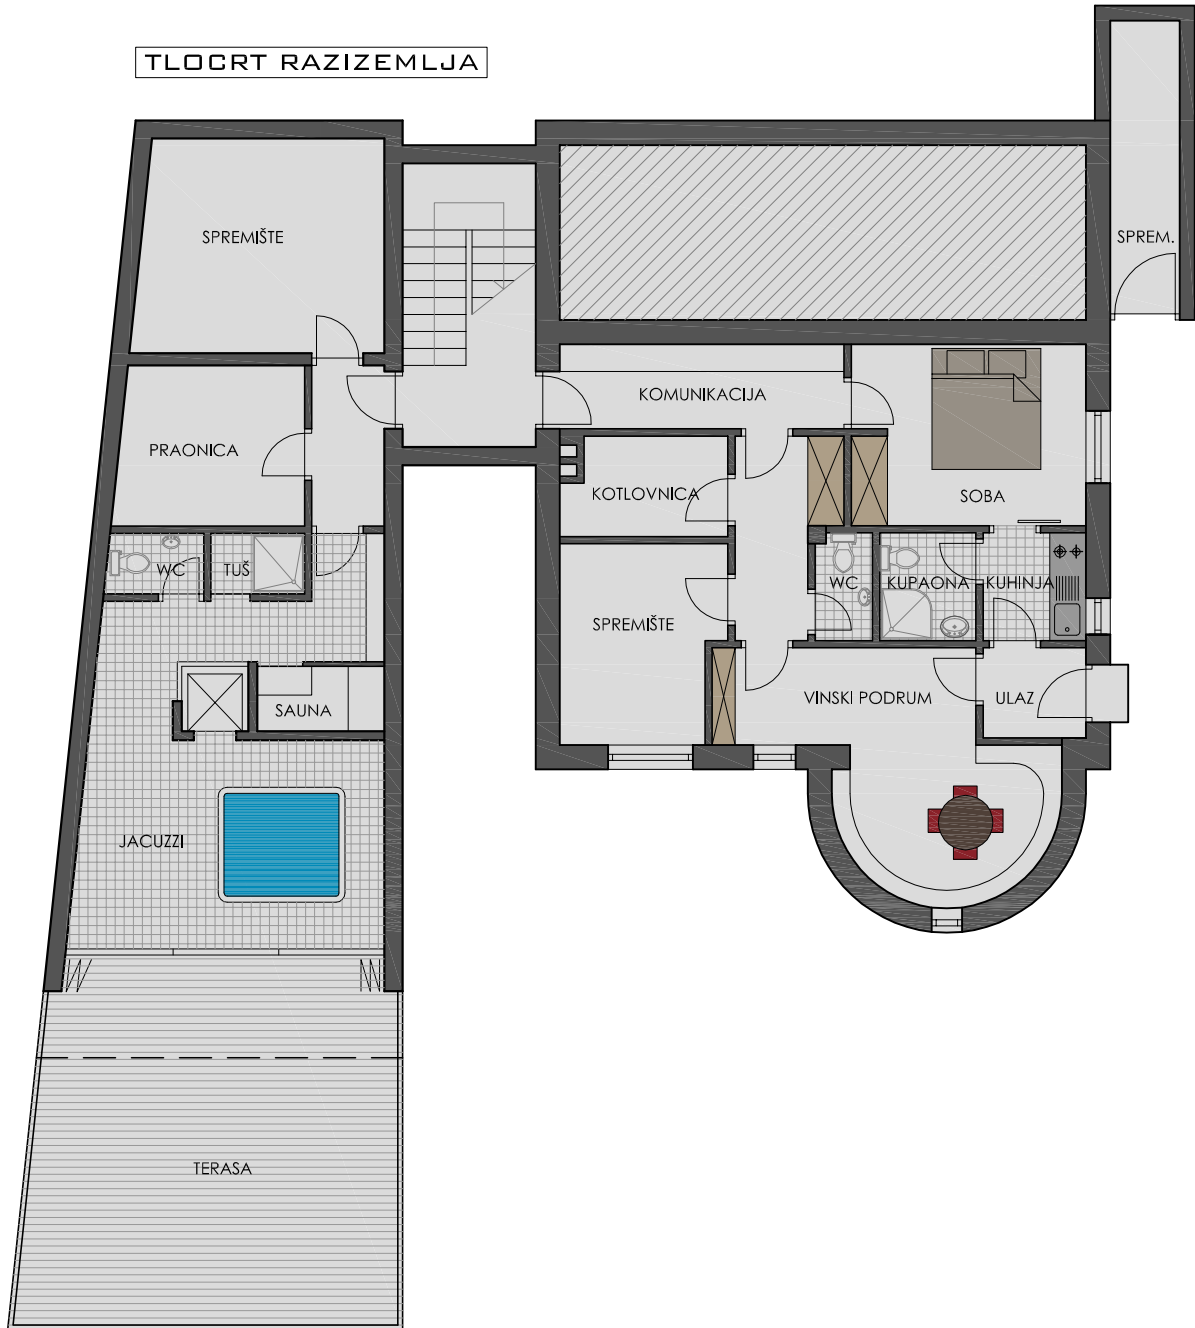 TLOCRT RAZIZEMLJA
SPREMIŠTE
SPREM.
KOMUNIKACIJA
PRAONICA
KOTLOVNICA
SOBA
WC
TUŠ
WC
KUPAONA
KUHINJA
SPREMIŠTE
VINSKI PODRUM
ULAZ
SAUNA
JACUZZI
TERASA